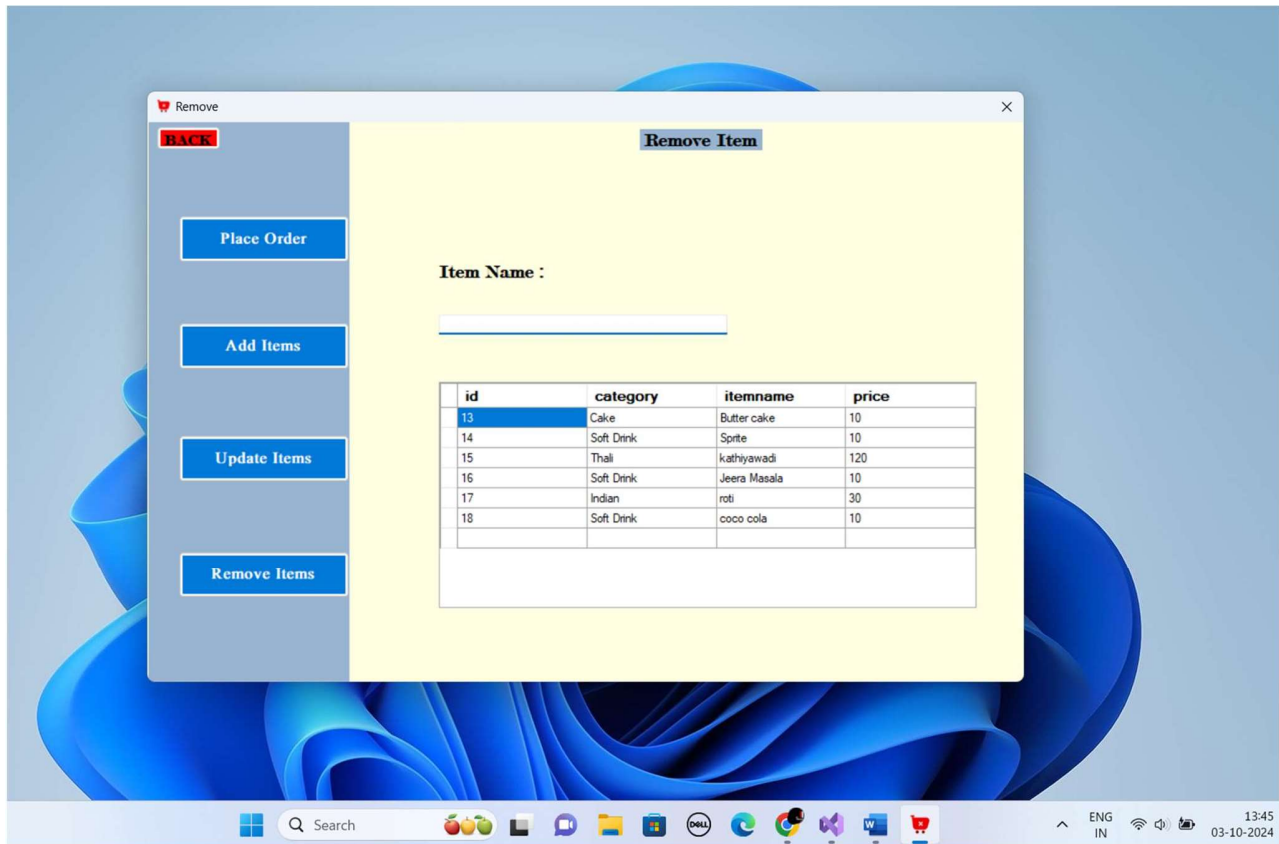 Remove
BACK
Remove Item
Place Order
Add Items
Update Items
Remove Items
Item Name :
id category itemname price
13 Cake Butter cake 10
14 Soft Drink Sprite 10
15 Thali kathiyawadi 120
16 Soft Drink Jeera Masala 10
17 Indian roti 30
18 Soft Drink coco cola 10
Search
DELL
W
ENG
IN
13:45
03-10-2024